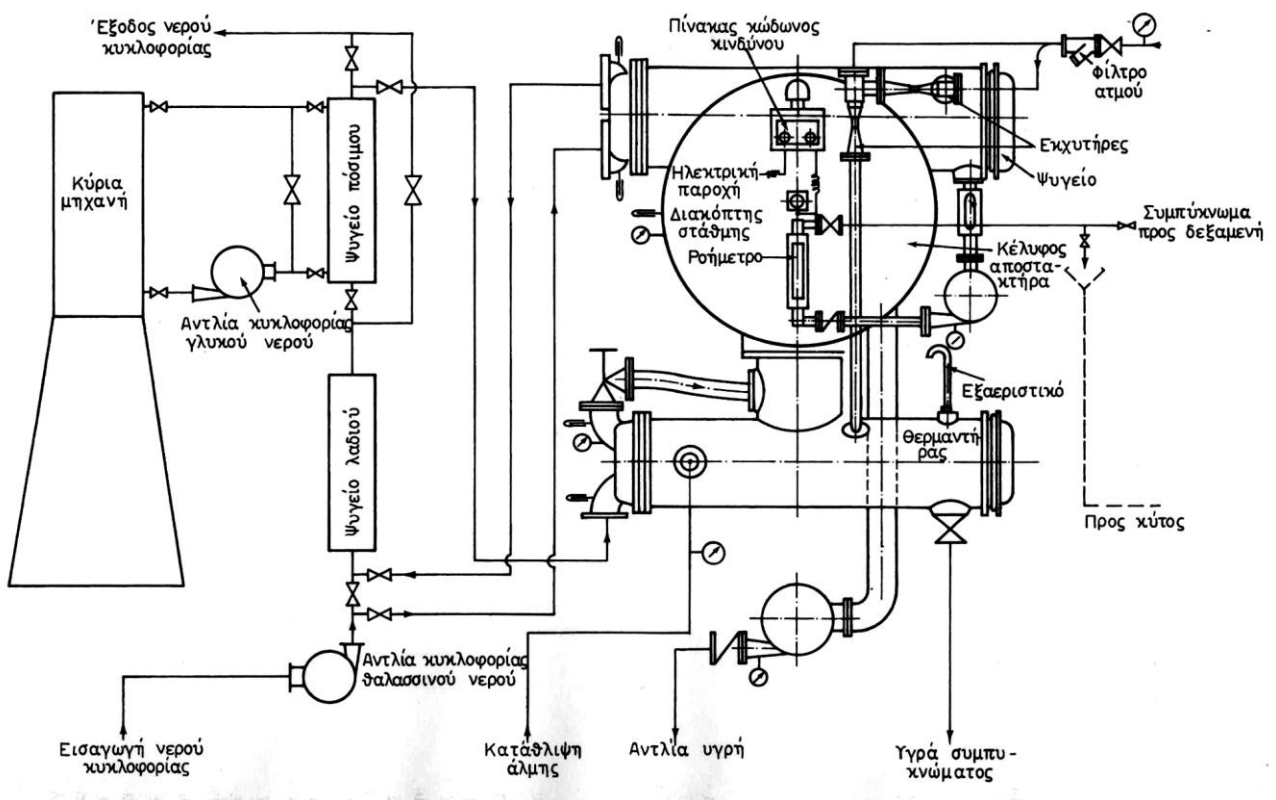 Έξοδος νερού
κυκλοφορίας
Πίνακας κώδωνος
κινδύνου
Φίλτρο
ατμού
Κύρια
μηχανή
Ψυγείο πόσιμου
Ηλεκτρική
παροχή
Διακόπτης
στάθμης
Ροήμετρο
Εκχυτήρες
Ψυγείο
Συμπύκνωμα
προς δεξαμενή
Κέλυφος
αποστα-
κτήρα
Αντλία κυκλοφορίας
γλυκού νερού
Εξαεριστικό
Ψυγείο λαδιού
θερμαντή-
ράς
Προς κύτος
Αντλία κυκλοφορίας
θαλασσινού νερού
Εισαγωγή νερού
κυκλοφορίας
Κατάθλιψη
άλμης
Αντλία υγρή
Υγρά συμπυ-
κνώματος